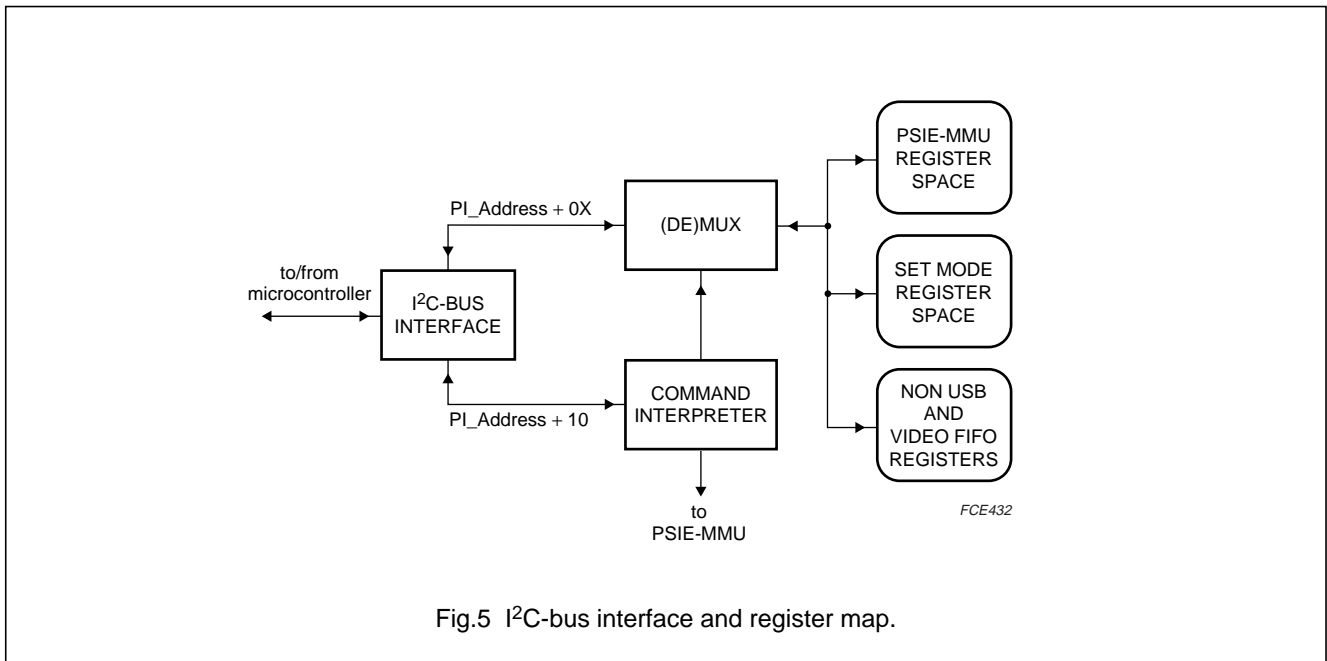 to/from
microcontroller
I2C-BUS
INTERFACE
PI_Address + 0X
PI_Address + 10
(DE)MUX
COMMAND
INTERPRETER
to
PSIE-MMU
PSIE-MMU
REGISTER
SPACE
SET MODE
REGISTER
SPACE
NON USB
AND
VIDEO FIFO
REGISTERS
FCE432
Fig.5 I2C-bus interface and register map.